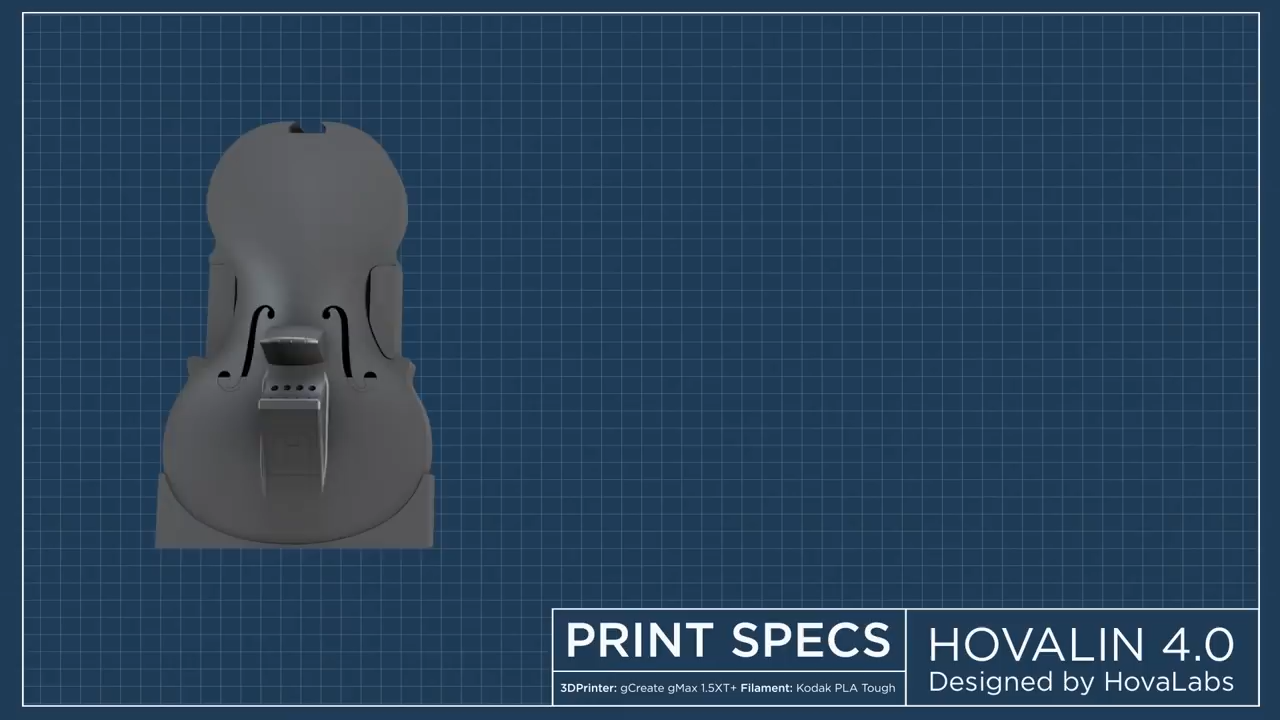 PRINT SPECS
3DPrinter: gCreate gMax 1.5XT+ Filament: Kodak PLA Tough
HOVALIN 4.0
Designed by HovaLabs